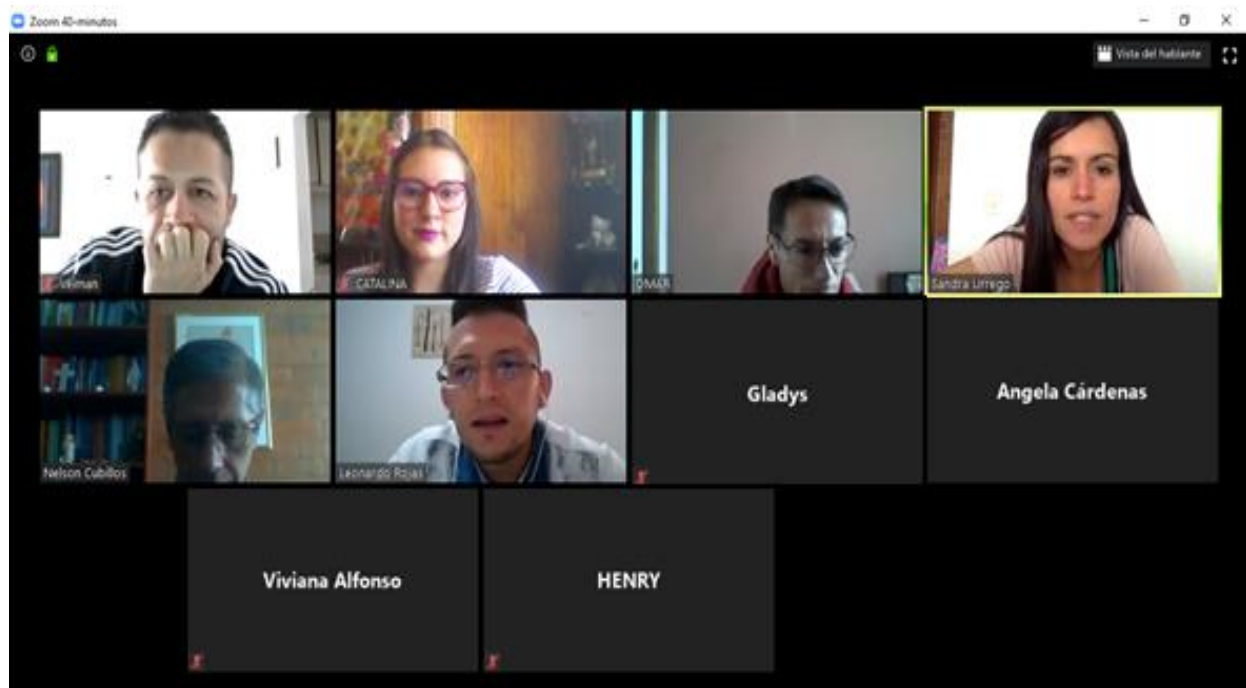 Zoom 40-minutos
Vista del hablante
Yeiman
CATALINA
OMAR
Sandra Urrego
Nelson Cubillos
Leonardo Rojas
Gladys
Angela Cárdenas
Viviana Alfonso
HENRY